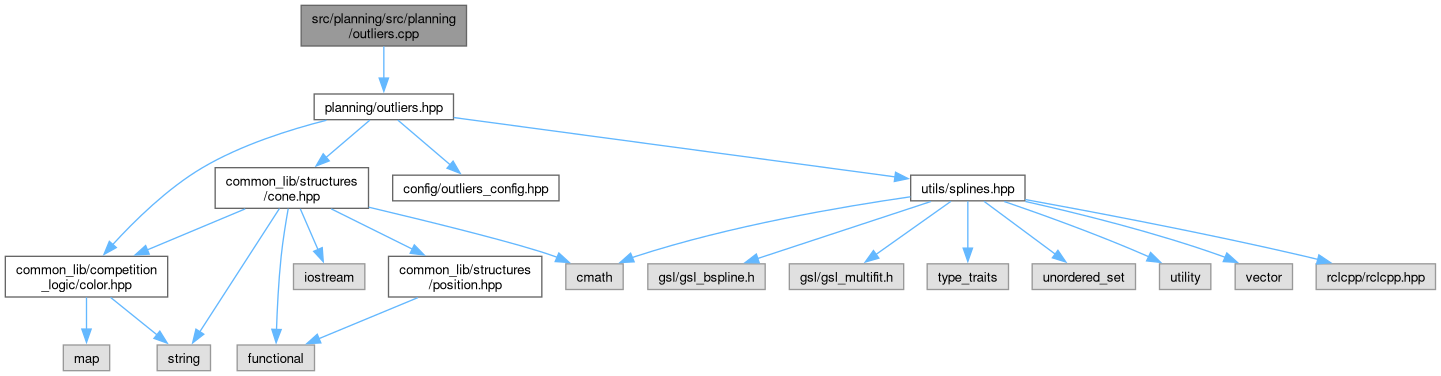 src/planning/src/planning
/outliers.cpp
planning/outliers.hpp
common_lib/structures
/cone.hpp
config/outliers_config.hpp
utils/splines.hpp
common_lib/competition
_logic/color.hpp
iostream
common_lib/structures
/position.hpp
cmath
gsl/gsl_bspline.h
gsl/gsl_multifit.h
type_traits
unordered_set
utility
vector
rclcpp/rclcpp.hpp
map
string
functional